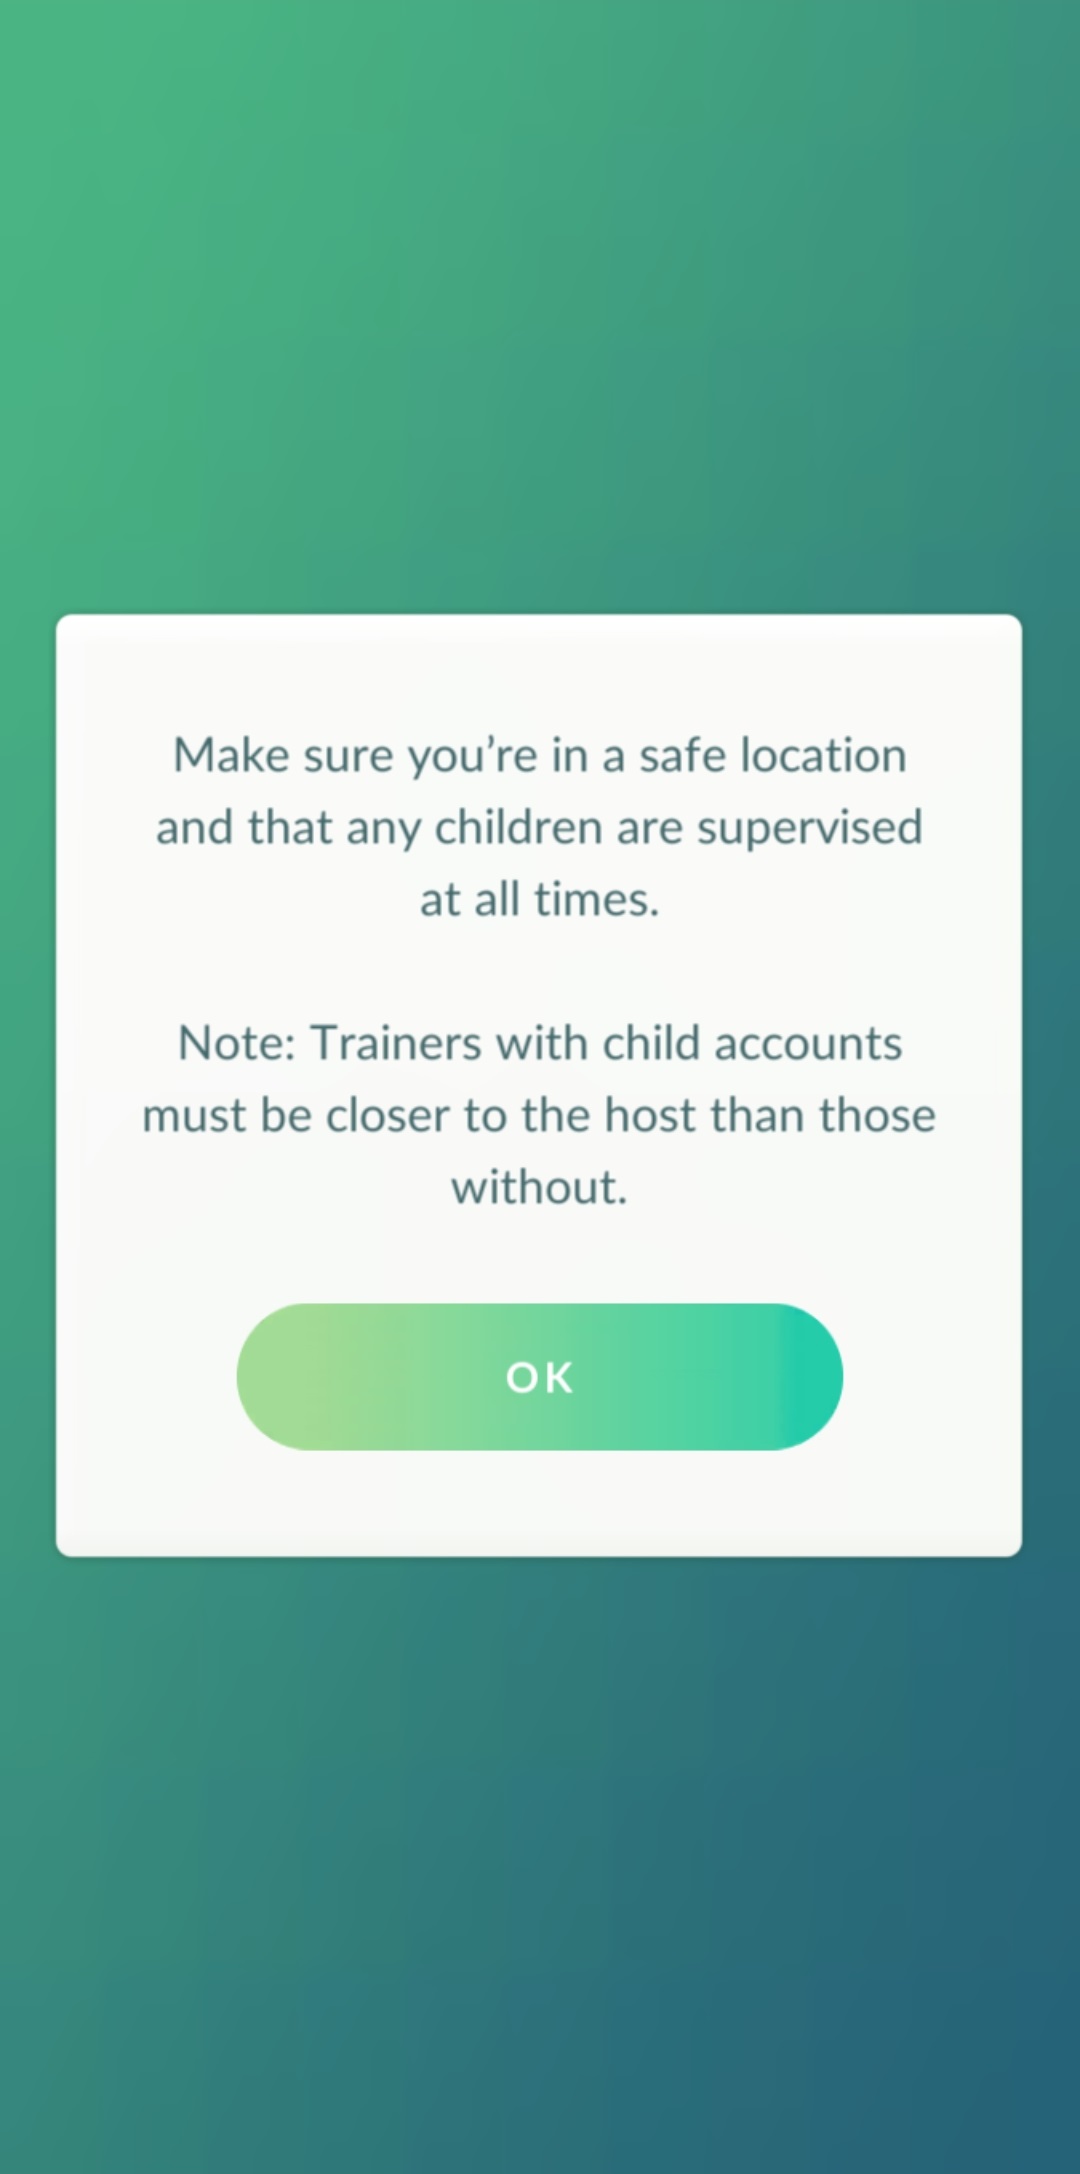 Make sure you’re in a safe location
and that any children are supervised
at all times.
Note: Trainers with child accounts
must be closer to the host than those
without.
OK